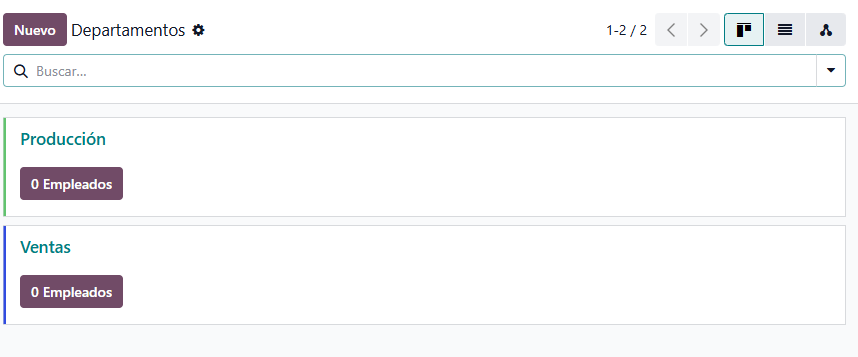 Nuevo Departamentos 1-2 / 2
Buscar...
Producción
0 Empleados
Ventas
0 Empleados